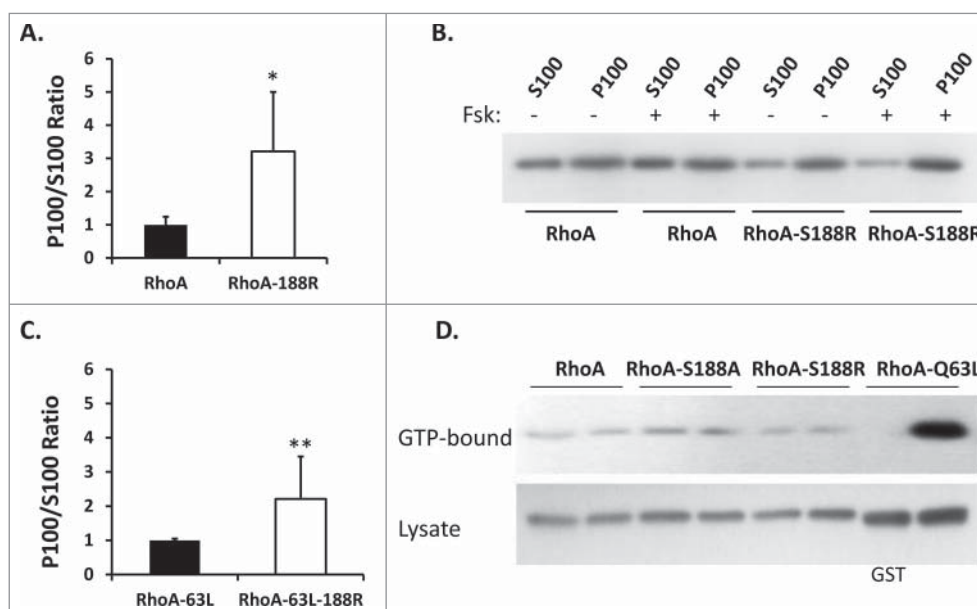 A.
6
5
4
3
2
1
0
P100/S100 Ratio
*
RhoA RhoA-188R
B.
S100 P100 S100 P100 S100 P100 S100 P100
Fsk: - - + + - - + +
RhoA RhoA RhoA-S188R RhoA-S188R
C.
6
5
4
3
2
1
0
P100/S100 Ratio
**
RhoA-63L RhoA-63L-188R
D.
RhoA RhoA-S188A RhoA-S188R RhoA-Q63L
GTP-bound
Lysate
GST